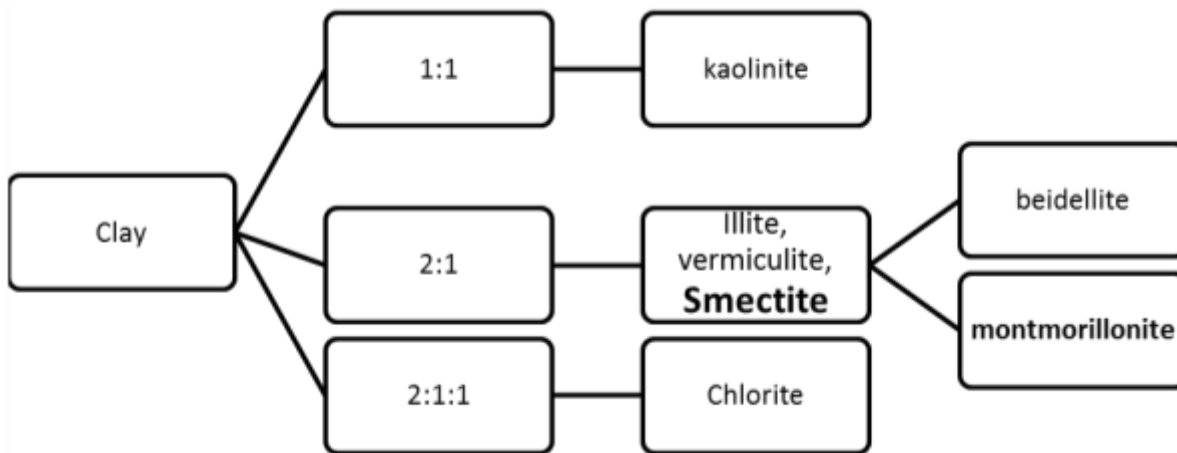 Clay
1:1
kaolinite
2:1
Illite,
vermiculite,
Smectite
beidellite
montmorillonite
2:1:1
Chlorite